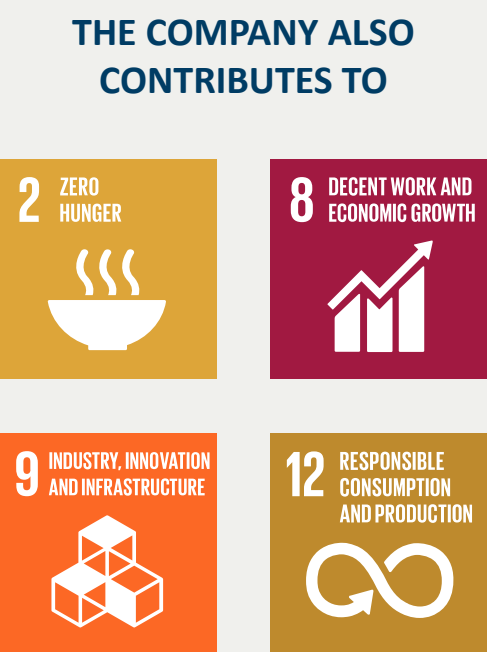 THE COMPANY ALSO
CONTRIBUTES TO
2 ZERO
HUNGER
8 DECENT WORK AND
ECONOMIC GROWTH
9 INDUSTRY, INNOVATION
AND INFRASTRUCTURE
12 RESPONSIBLE
CONSUMPTION
AND PRODUCTION